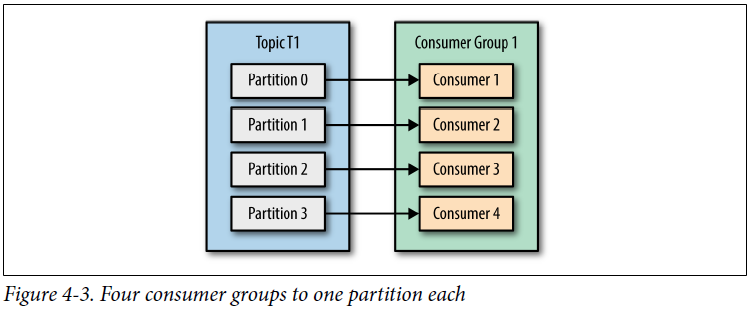 Topic T1
Consumer Group 1
Partition 0
Consumer 1
Partition 1
Consumer 2
Partition 2
Consumer 3
Partition 3
Consumer 4
Figure 4-3. Four consumer groups to one partition each